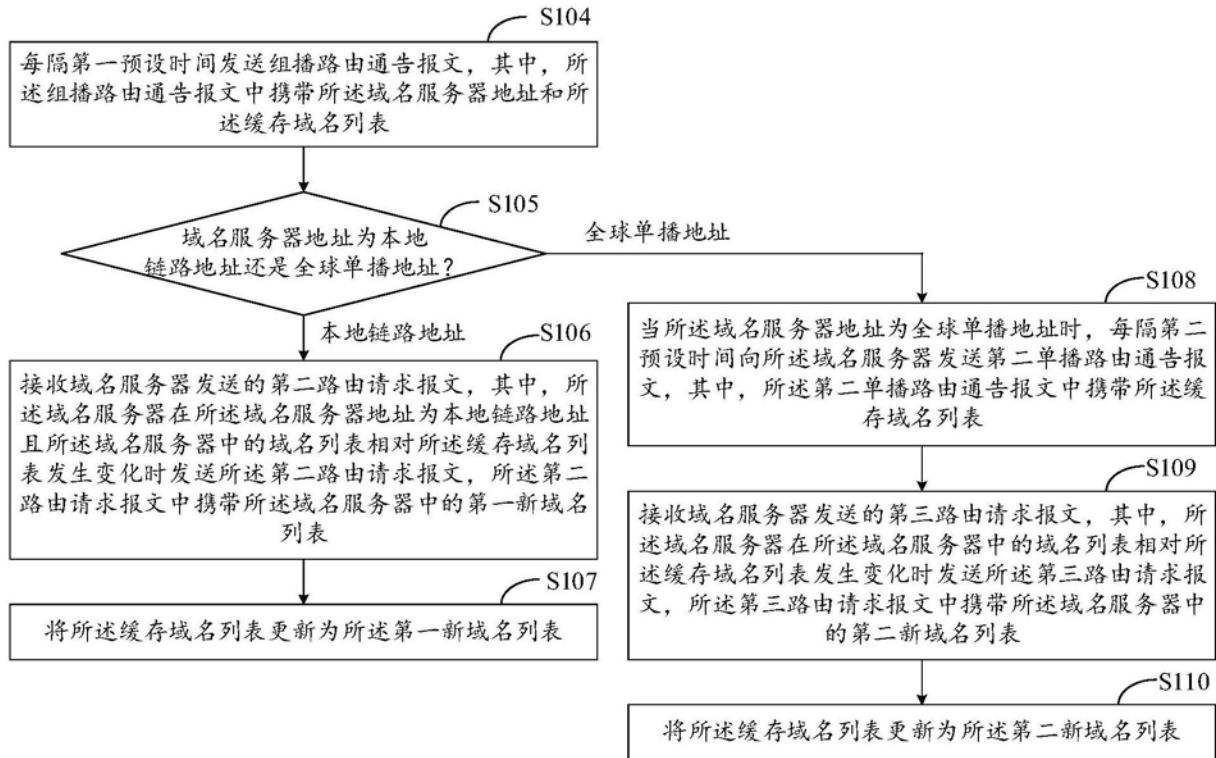 S104
每隔第一预设时间发送组播路由通告报文，其中，所
述组播路由通告报文中携带所述域名服务器地址和所
述缓存域名列表
S105
域名服务器地址为本地
链路地址还是全球单播地址？
全球单播地址
本地链路地址
S106
接收域名服务器发送的第二路由请求报文，其中，所
述域名服务器在所述域名服务器地址为本地链路地址
且所述域名服务器中的域名列表相对所述缓存域名列
表发生变化时发送所述第二路由请求报文，所述第二
路由请求报文中携带所述域名服务器中的第一新域名
列表
S107
将所述缓存域名列表更新为所述第一新域名列表
S108
当所述域名服务器地址为全球单播地址时，每隔第二
预设时间向所述域名服务器发送第二单播路由通告报
文，其中，所述第二单播路由通告报文中携带所述缓
存域名列表
S109
接收域名服务器发送的第三路由请求报文，其中，所
述域名服务器在所述域名服务器中的域名列表相对所
述缓存域名列表发生变化时发送所述第三路由请求报
文，所述第三路由请求报文中携带所述域名服务器中
的第二新域名列表
S110
将所述缓存域名列表更新为所述第二新域名列表